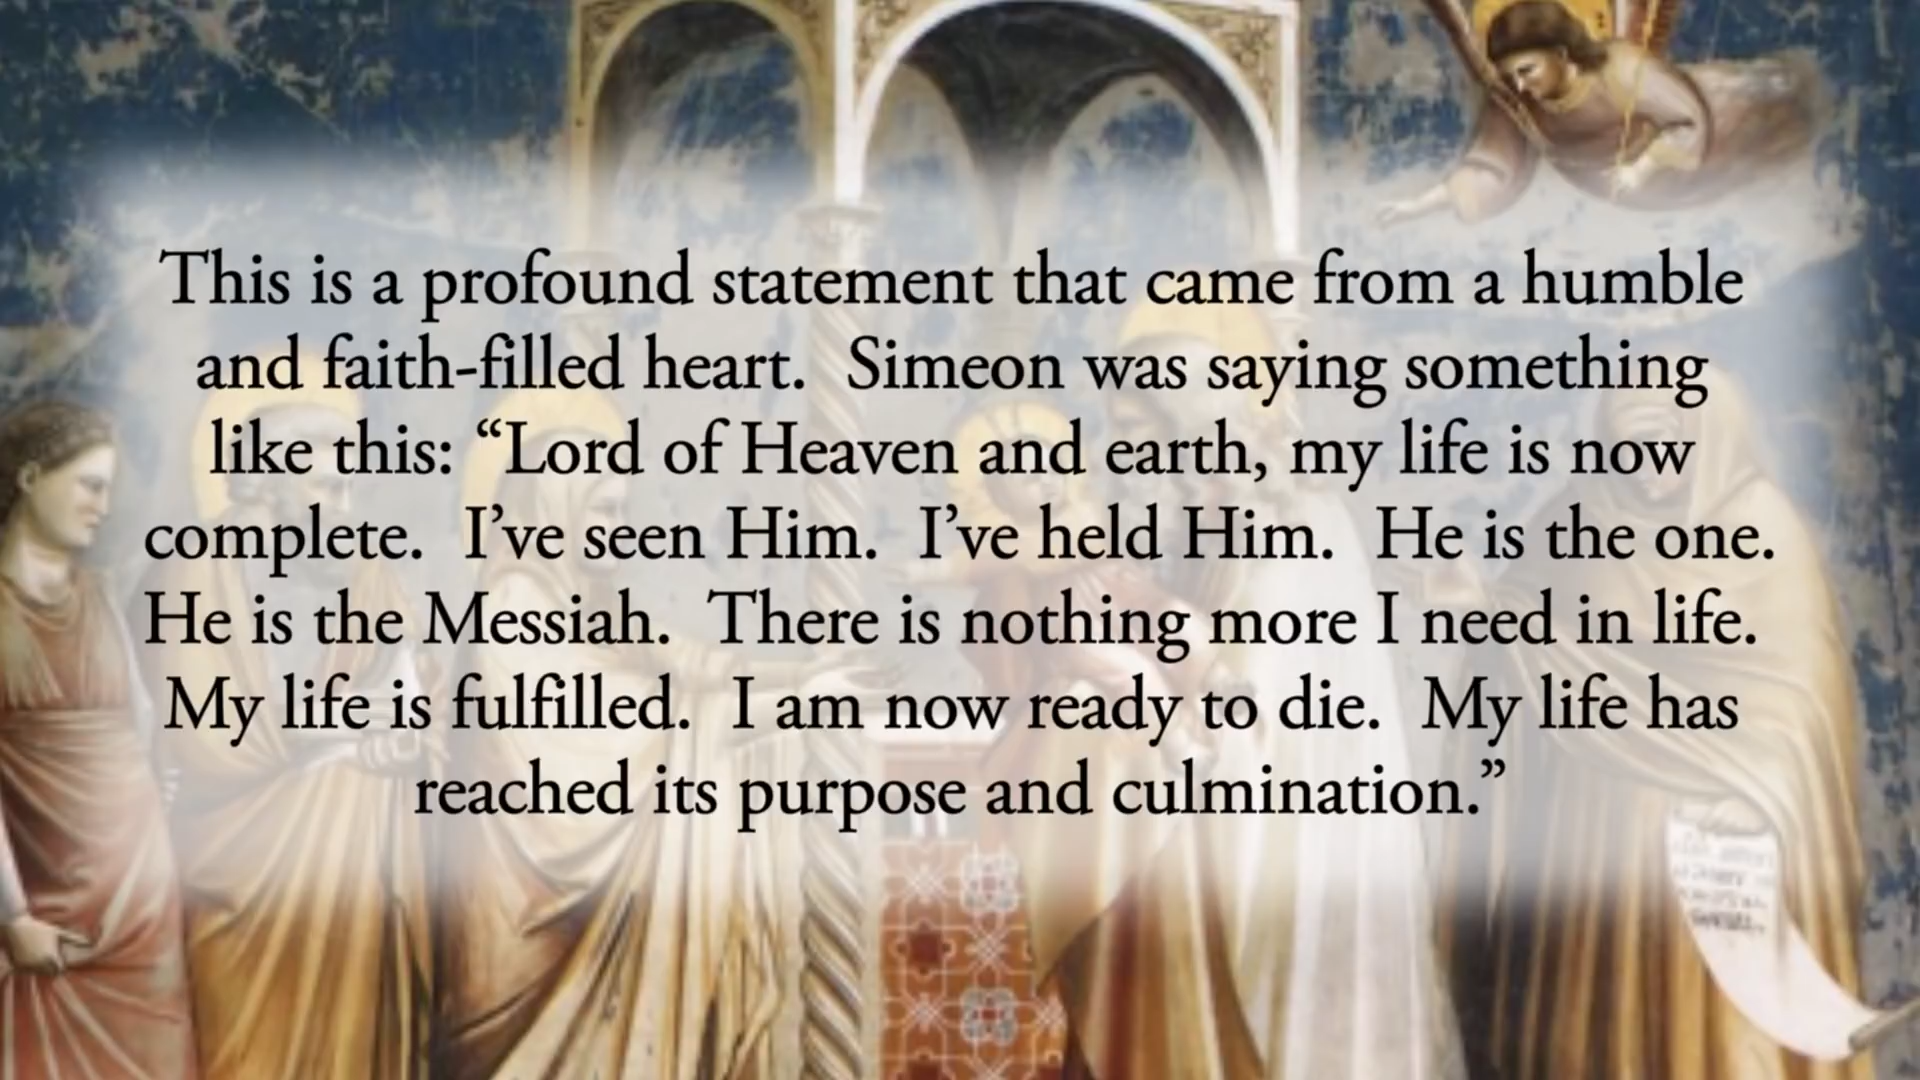 This is a profound statement that came from a humble
and faith-filled heart.  Simeon was saying something
like this: “Lord of Heaven and earth, my life is now
complete.  I’ve seen Him.  I’ve held Him.  He is the one.
He is the Messiah.  There is nothing more I need in life.
My life is fulfilled.  I am now ready to die.  My life has
reached its purpose and culmination.”